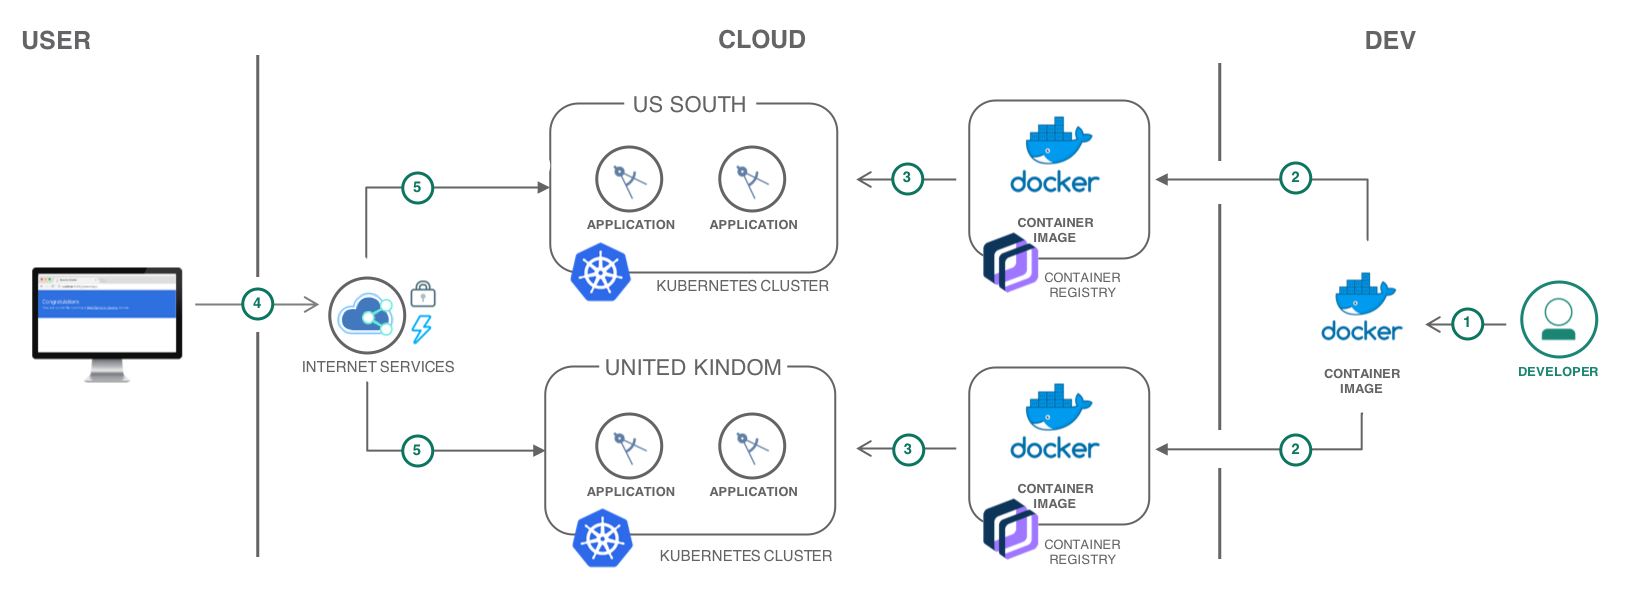 USER
CLOUD
DEV
US SOUTH
APPLICATION
APPLICATION
KUBERNETES CLUSTER
docker
CONTAINER
IMAGE
CONTAINER
REGISTRY
5
3
2
Congratulations
4
INTERNET SERVICES
docker
CONTAINER
IMAGE
1
DEVELOPER
UNITED KINDOM
APPLICATION
APPLICATION
KUBERNETES CLUSTER
docker
CONTAINER
IMAGE
CONTAINER
REGISTRY
5
3
2